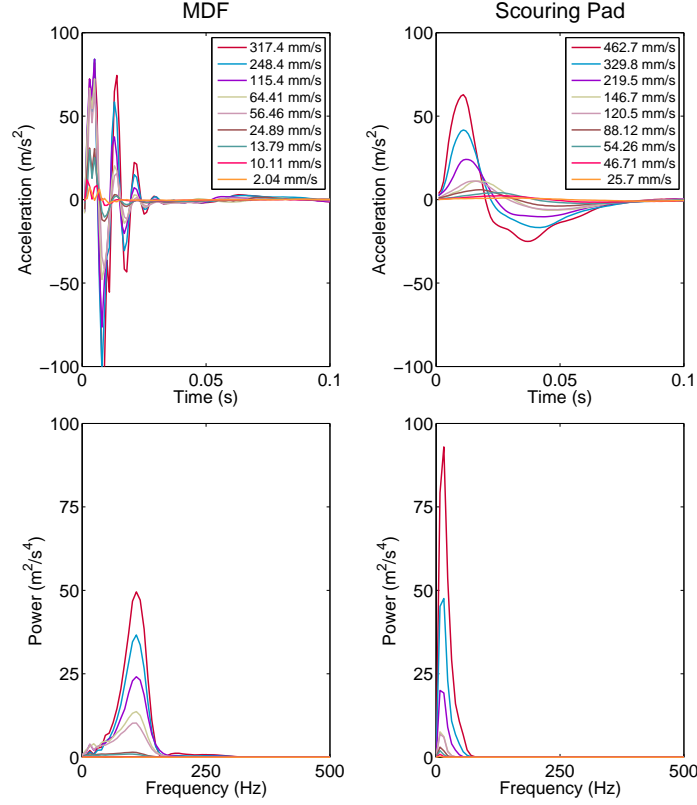 MDF
Scouring Pad
100
50
0
−50
−100
Acceleration (m/s²)
317.4 mm/s
248.4 mm/s
115.4 mm/s
64.41 mm/s
56.46 mm/s
24.89 mm/s
13.79 mm/s
10.11 mm/s
2.04 mm/s
0 0.05 0.1
Time (s)
100
50
0
−50
−100
Acceleration (m/s²)
462.7 mm/s
329.8 mm/s
219.5 mm/s
146.7 mm/s
120.5 mm/s
88.12 mm/s
54.26 mm/s
46.71 mm/s
25.7 mm/s
0 0.05 0.1
Time (s)
100
75
50
25
0
Power (m²/s⁴)
0 250 500
Frequency (Hz)
100
75
50
25
0
Power (m²/s⁴)
0 250 500
Frequency (Hz)